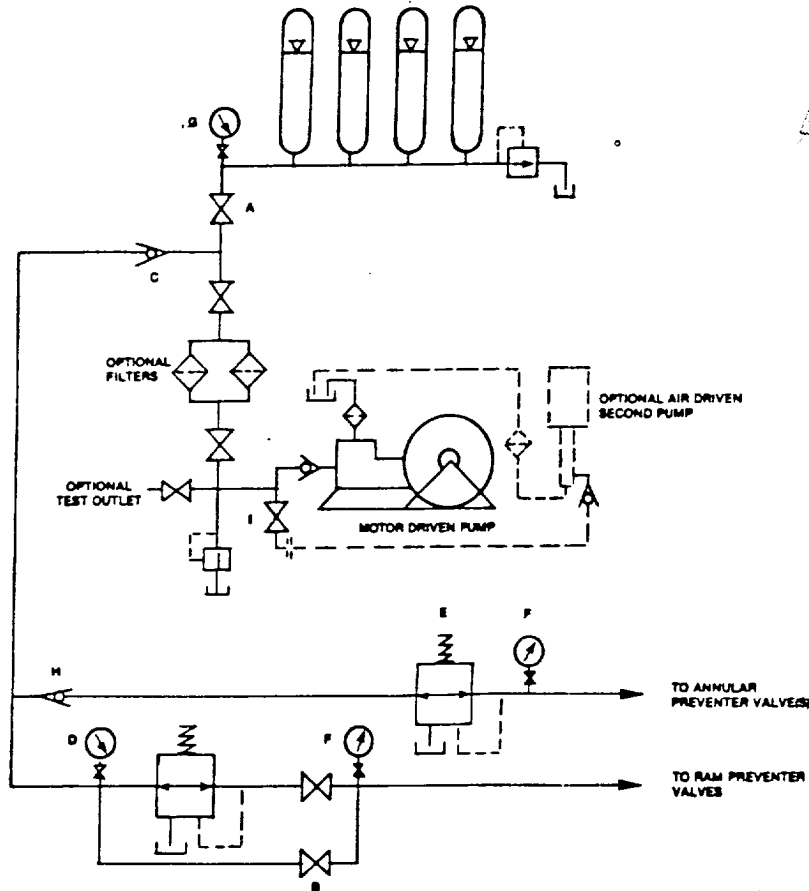 G
A
C
OPTIONAL
FILTERS
OPTIONAL AIR DRIVEN
SECOND PUMP
OPTIONAL
TEST OUTLET
I
MOTOR DRIVEN PUMP
E
F
H
TO ANNULAR
PREVENTER VALVE(S)
D
F
TO RAM PREVENTER
VALVES
B